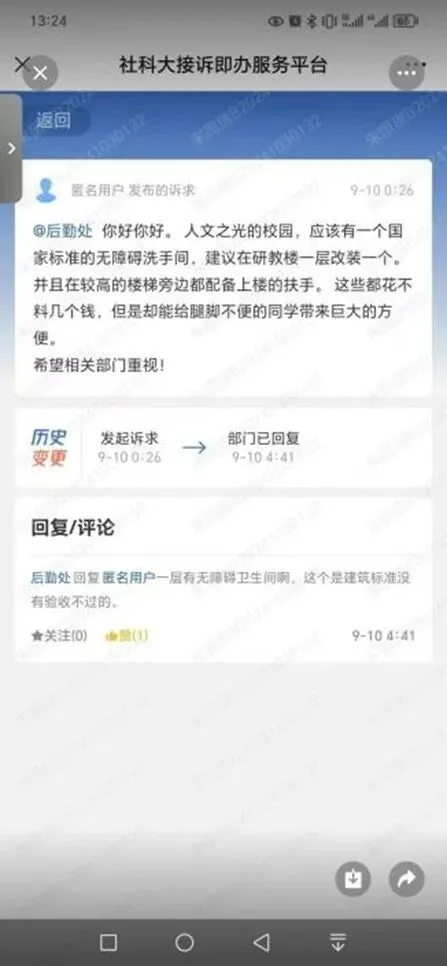 13:24
社科大接诉即办服务平台
返回
匿名用户 发布的诉求
9-10 0:26
@后勤处 你好你好。 人文之光的校园，应该有一个国
家标准的无障碍洗手间，建议在研教楼一层改装一个。
并且在较高的楼梯旁边都配备上楼的扶手。 这些都花不
料几个钱，但是却能给腿脚不便的同学带来巨大的方
便。
希望相关部门重视！
历史
变更
发起诉求
9-10 0:26
部门已回复
9-10 4:41
回复/评论
后勤处 回复 匿名用户 一层有无障碍卫生间啊，这个是建筑标准没
有验收不过的。
关注(0)
赞(1)
9-10 4:41